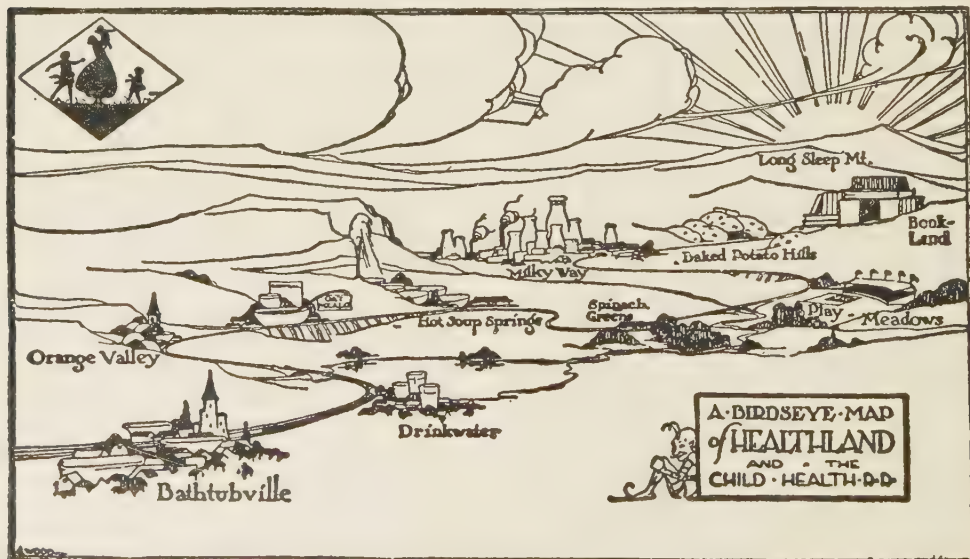 Long Sleep Mt.
Book-
Land
Milky Way
Baked Potato Hills
Spinach
Greens
Play
Meadows
Hot Soup Springs
Orange Valley
Drinkwater
Bathtubville
A · BIRDSEYE · MAP
of HEALTHLAND
AND · THE
CHILD · HEALTH · R·R·
A WOOD